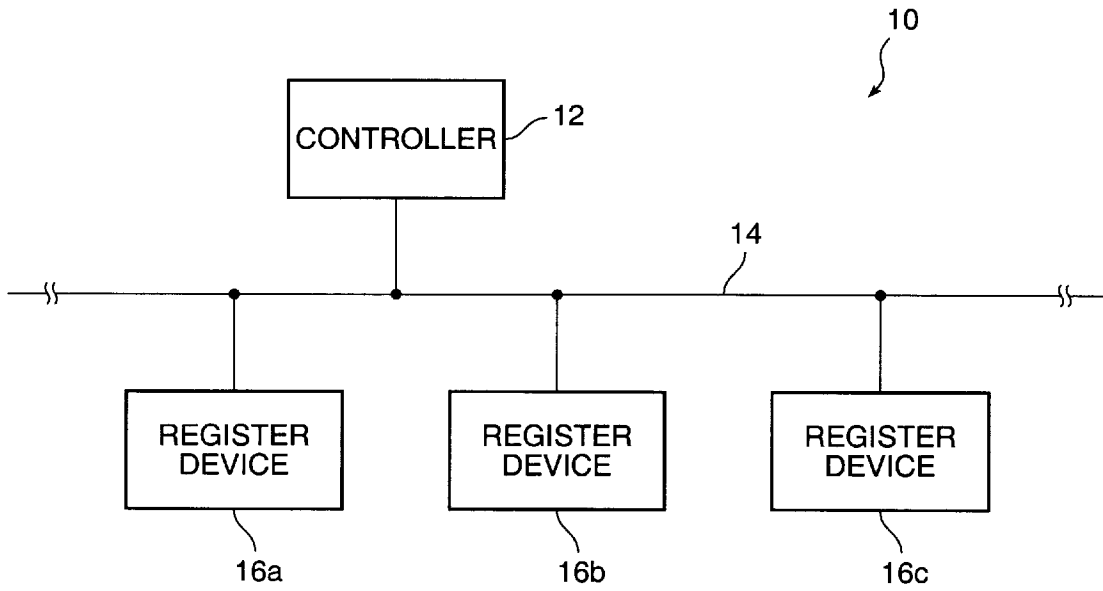 10
CONTROLLER
12
14
REGISTER
DEVICE
REGISTER
DEVICE
REGISTER
DEVICE
16a
16b
16c